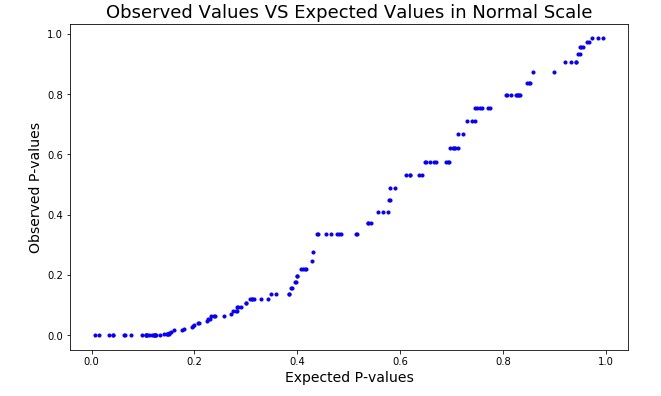 Observed Values VS Expected Values in Normal Scale
1.0
0.8
0.6
0.4
0.2
0.0
Observed P-values
0.0 0.2 0.4 0.6 0.8 1.0
Expected P-values